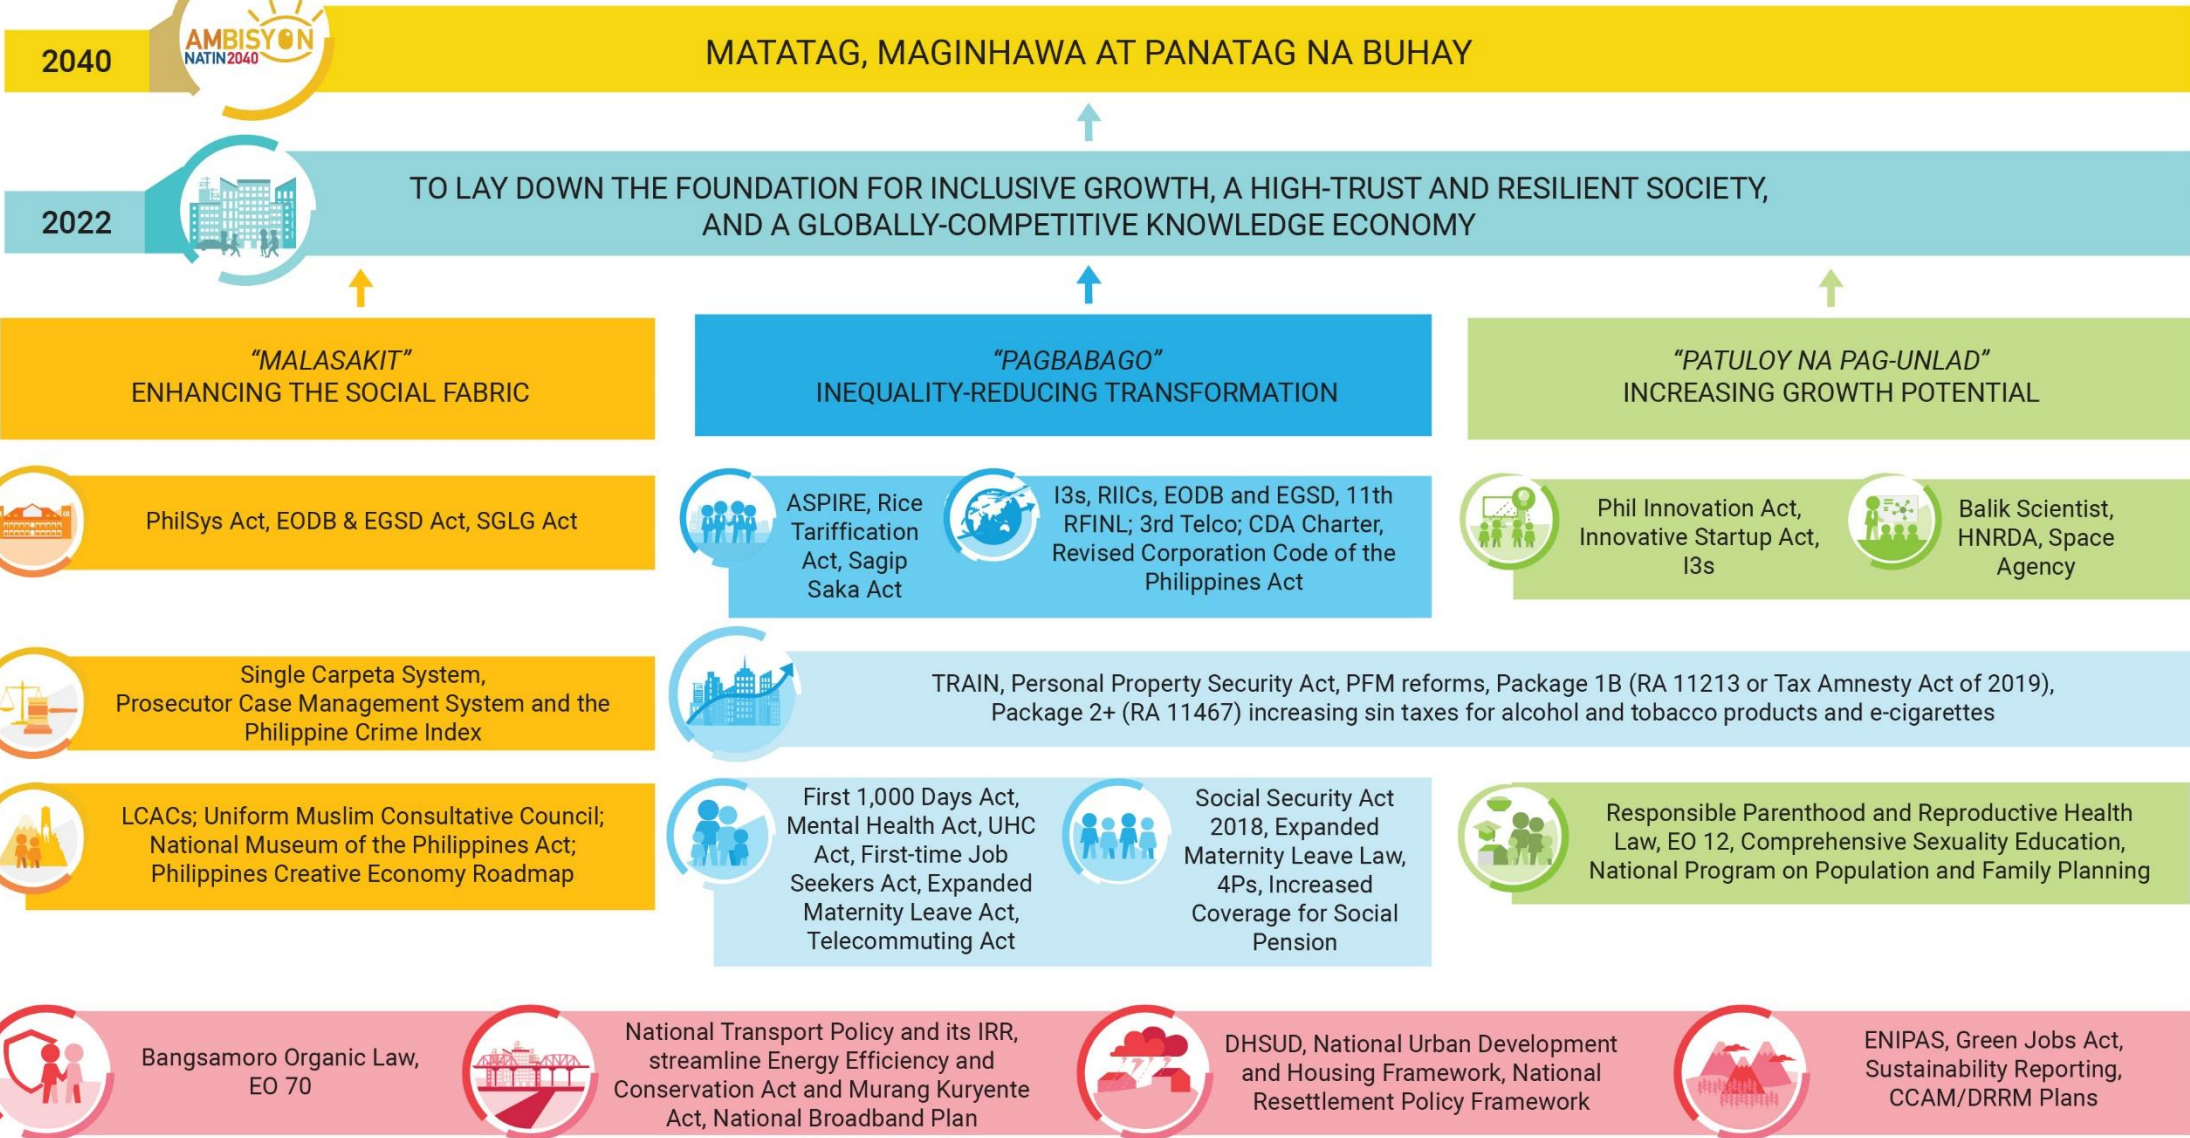 2040
AMBISYON
NATIN2040
MATATAG, MAGINHAWA AT PANATAG NA BUHAY
2022
TO LAY DOWN THE FOUNDATION FOR INCLUSIVE GROWTH, A HIGH-TRUST AND RESILIENT SOCIETY,
AND A GLOBALLY-COMPETITIVE KNOWLEDGE ECONOMY
“MALASAKIT”
ENHANCING THE SOCIAL FABRIC
“PAGBABAGO”
INEQUALITY-REDUCING TRANSFORMATION
“PATULOY NA PAG-UNLAD”
INCREASING GROWTH POTENTIAL
PhilSys Act, EODB & EGSD Act, SGLG Act
ASPIRE, Rice
Tariffication
Act, Sagip
Saka Act
I3s, RIICs, EODB and EGSD, 11th
RFINL; 3rd Telco; CDA Charter,
Revised Corporation Code of the
Philippines Act
Phil Innovation Act,
Innovative Startup Act,
I3s
Balik Scientist,
HNRDA, Space
Agency
Single Carpeta System,
Prosecutor Case Management System and the
Philippine Crime Index
TRAIN, Personal Property Security Act, PFM reforms, Package 1B (RA 11213 or Tax Amnesty Act of 2019),
Package 2+ (RA 11467) increasing sin taxes for alcohol and tobacco products and e-cigarettes
LCACs; Uniform Muslim Consultative Council;
National Museum of the Philippines Act;
Philippines Creative Economy Roadmap
First 1,000 Days Act,
Mental Health Act, UHC
Act, First-time Job
Seekers Act, Expanded
Maternity Leave Act,
Telecommuting Act
Social Security Act
2018, Expanded
Maternity Leave Law,
4Ps, Increased
Coverage for Social
Pension
Responsible Parenthood and Reproductive Health
Law, EO 12, Comprehensive Sexuality Education,
National Program on Population and Family Planning
Bangsamoro Organic Law,
EO 70
National Transport Policy and its IRR,
streamline Energy Efficiency and
Conservation Act and Murang Kuryente
Act, National Broadband Plan
DHSUD, National Urban Development
and Housing Framework, National
Resettlement Policy Framework
ENIPAS, Green Jobs Act,
Sustainability Reporting,
CCAM/DRRM Plans